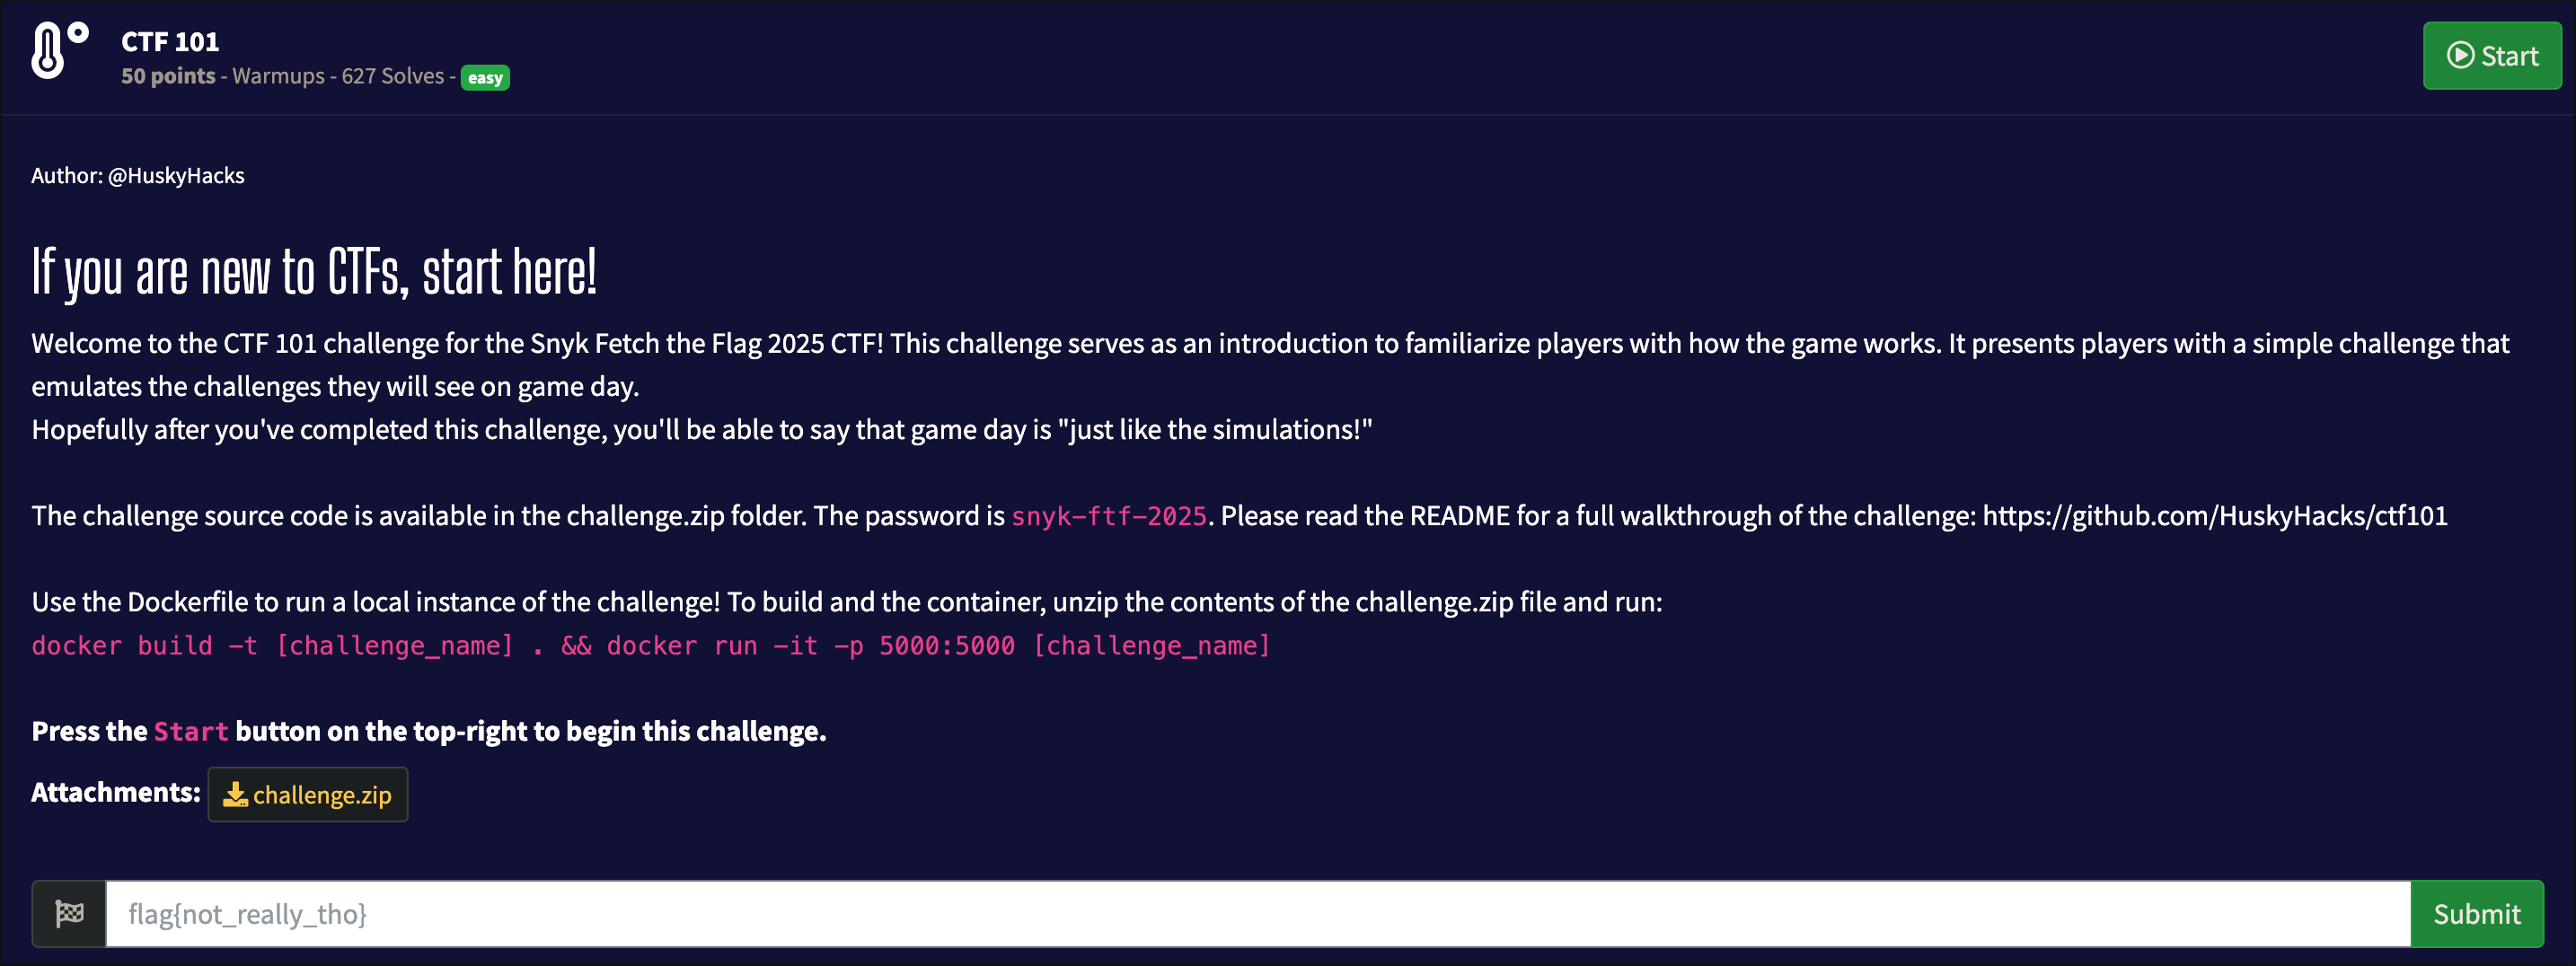 CTF 101
50 points - Warmups - 627 Solves - easy
Start
Author: @HuskyHacks
If you are new to CTFs, start here!
Welcome to the CTF 101 challenge for the Snyk Fetch the Flag 2025 CTF! This challenge serves as an introduction to familiarize players with how the game works. It presents players with a simple challenge that
emulates the challenges they will see on game day.
Hopefully after you've completed this challenge, you'll be able to say that game day is "just like the simulations!"
The challenge source code is available in the challenge.zip folder. The password is snyk-ftf-2025. Please read the README for a full walkthrough of the challenge: https://github.com/HuskyHacks/ctf101
Use the Dockerfile to run a local instance of the challenge! To build and the container, unzip the contents of the challenge.zip file and run:
docker build -t [challenge_name] . && docker run -it -p 5000:5000 [challenge_name]
Press the Start button on the top-right to begin this challenge.
Attachments: challenge.zip
flag{not_really_tho}
Submit